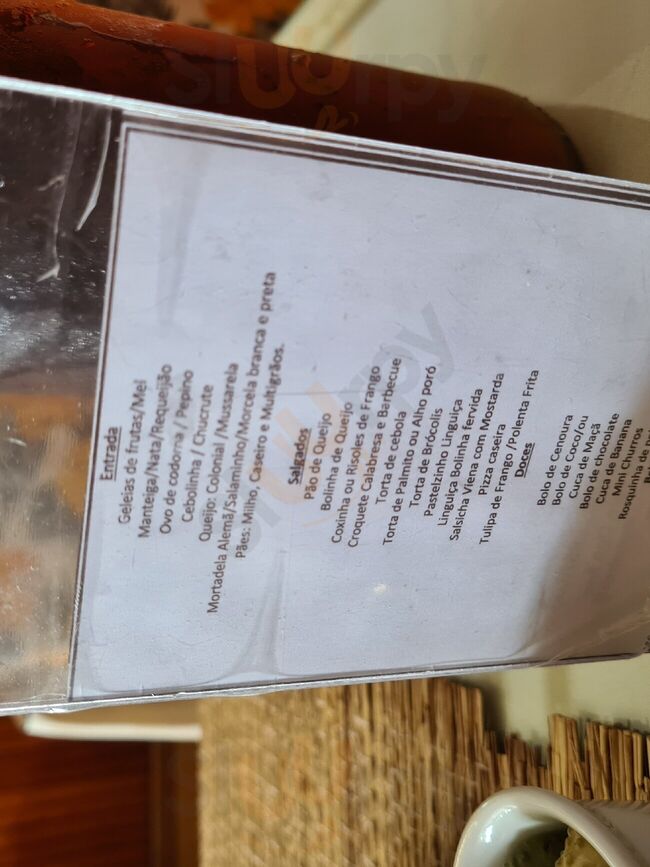 Entrada
Geleias de frutas/Mel
Manteiga/Nata/Requeijão
Ovo de codorna / Pepino
Cebolinha / Chucrute
Queijo: Colonial /Mussarela
Mortadela Alemã/Salaminho/Morcela branca e preta
Pães: Milho, Caseiro e Multigrãos.
Salgados
Pão de Queijo
Bolinha de Queijo
Coxinha ou Risoles de Frango
Croquete Calabresa e Barbecue
Torta de cebola
Torta de Palmito ou Alho poró
Torta de Brócolis
Pastelzinho Linguiça
Linguiça Bolinha fervida
Salsicha Viena com Mostarda
Pizza caseira
Tulipa de Frango /Polenta Frita
Doces
Bolo de Cenoura
Bolo de Coco/ou
Cuca de Maçã
Bolo de chocolate
Cuca de Banana
Mini Churros
Rosquinha de
Sluurpy
Sluurpy